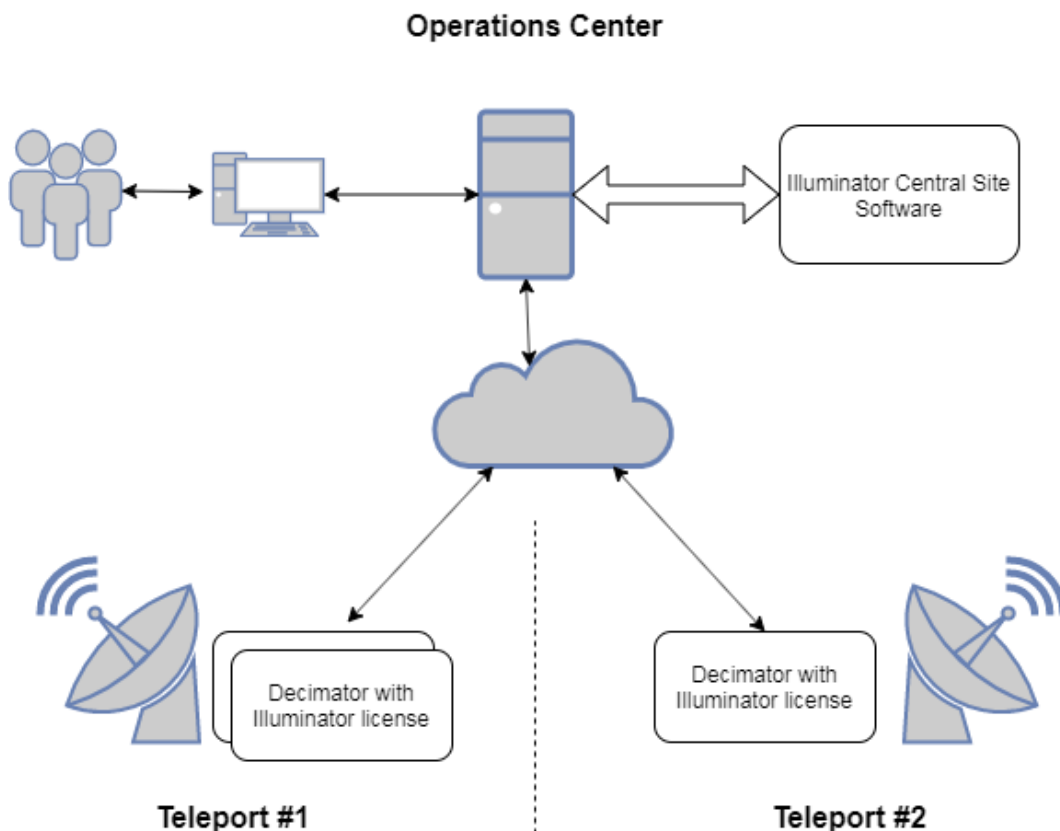 Operations Center
Illuminator Central Site
Software
Decimator with
Illuminator license
Decimator with
Illuminator license
Teleport #1
Teleport #2